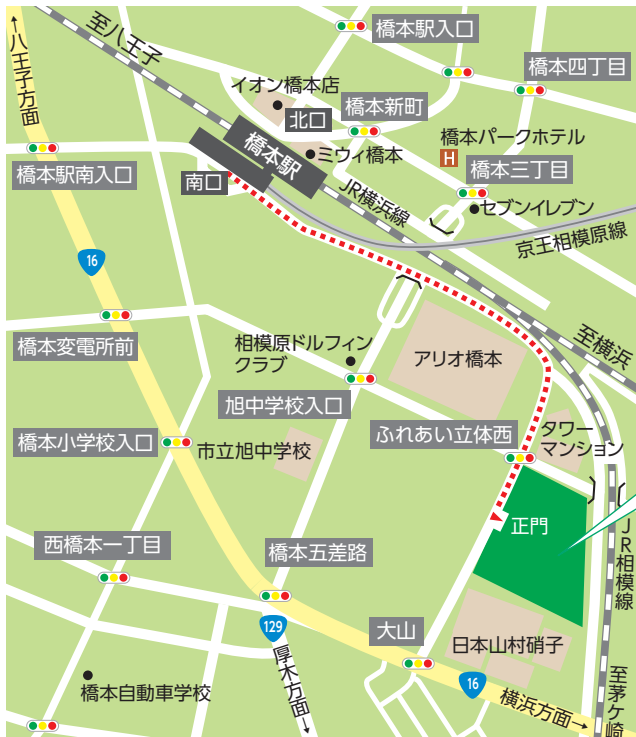 ←八王子方面
至八王子
橋本駅入口
イオン橋本店
橋本四丁目
北口
橋本新町
橋本パークホテル
H
橋本駅
ミウィ橋本
橋本駅南入口
南口
橋本三丁目
セブンイレブン
JR横浜線
京王相模原線
16
橋本変電所前
相模原ドルフィン
クラブ
アリオ橋本
至横浜
旭中学校入口
ふれあい立体西
タワー
マンション
橋本小学校入口
市立旭中学校
正門
西橋本一丁目
橋本五差路
JR相模線
129
大山
日本山村硝子
厚木方面→
橋本自動車学校
16
横浜方面→
至茅ケ崎